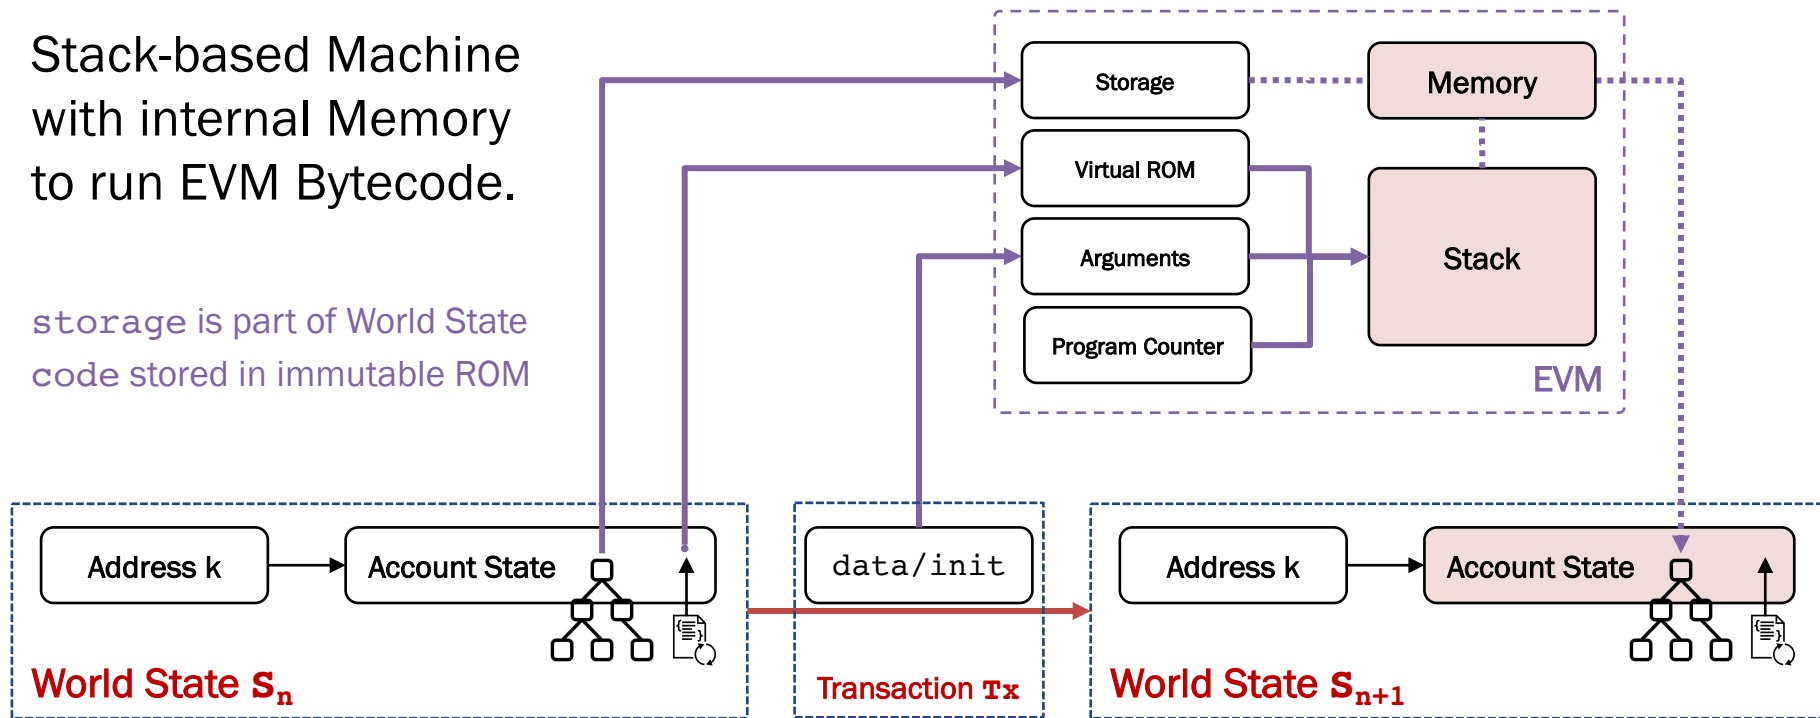 Stack-based Machine
with internal Memory
to run EVM Bytecode.
storage is part of World State
code stored in immutable ROM
Storage
Memory
Virtual ROM
Arguments
Stack
Program Counter
EVM
Address k
Account State
data/init
Address k
Account State
World State Sn
Transaction Tx
World State Sn+1